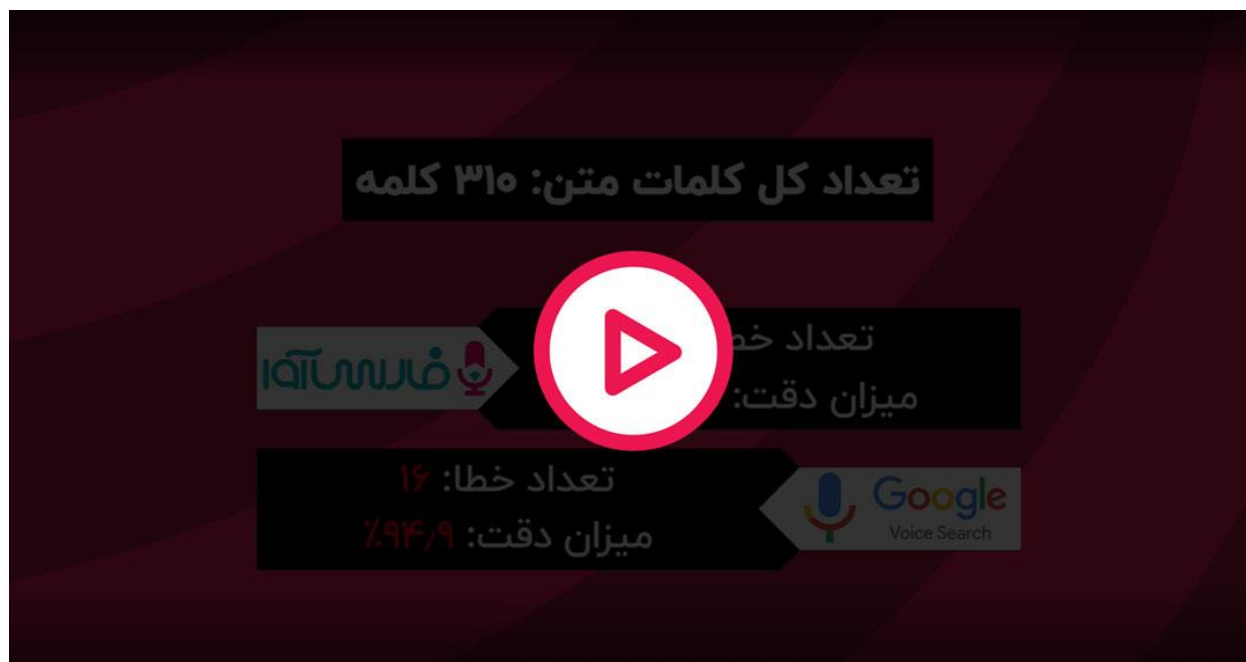 تعداد کل کلمات متن: ۳۱۰ کلمه
تعداد
میزان دقت:
فارس‌آوا
تعداد خطا: ۱۶
میزان دقت: ۹۴٫۹٪
Google
Voice Search